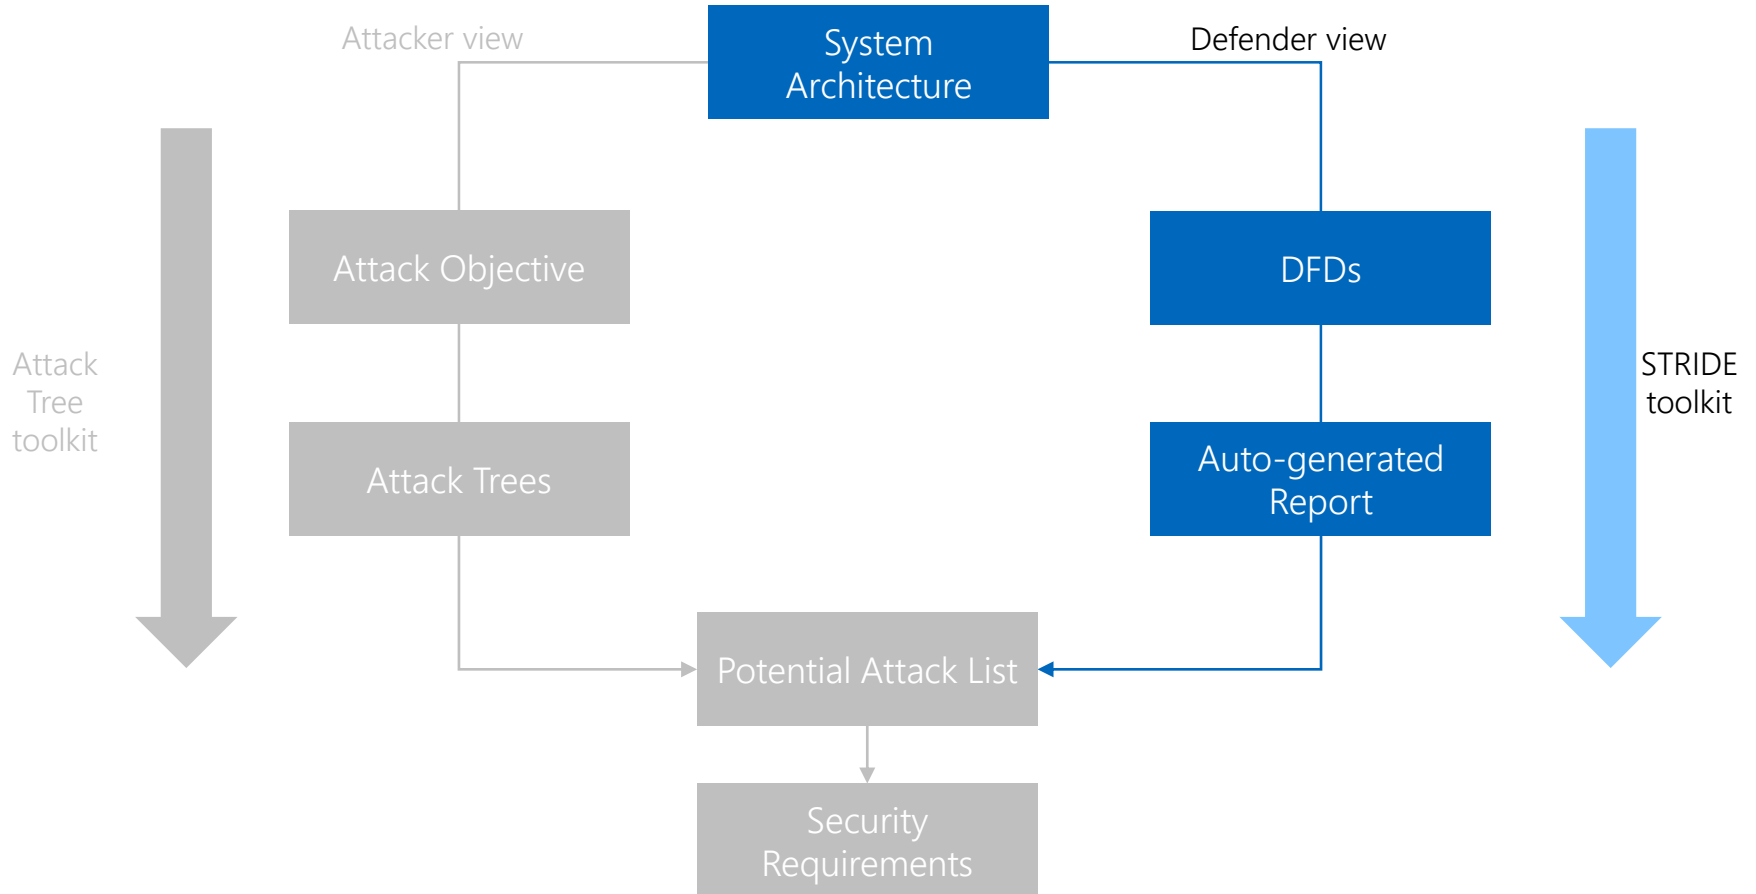 Attacker view
System
Architecture
Defender view
Attack Objective
DFDs
Attack
Tree
toolkit
STRIDE
toolkit
Attack Trees
Auto-generated
Report
Potential Attack List
Security
Requirements